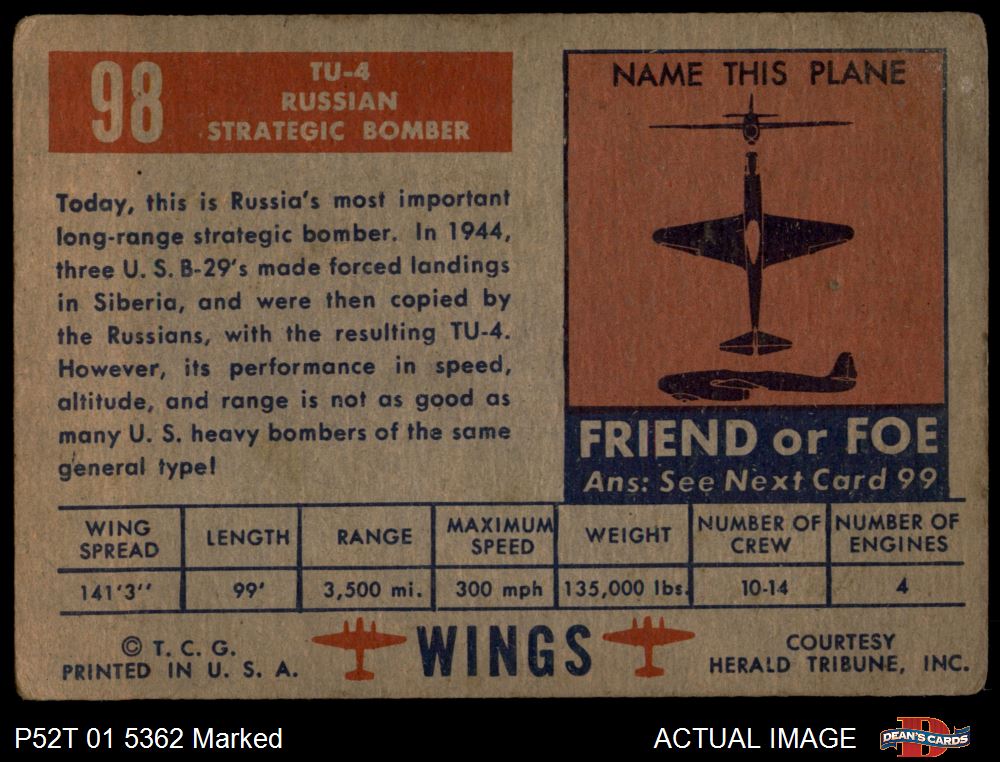 98
TU-4
RUSSIAN
STRATEGIC BOMBER
Today, this is Russia's most important
long-range strategic bomber. In 1944,
three U. S. B-29's made forced landings
in Siberia, and were then copied by
the Russians, with the resulting TU-4.
However, its performance in speed,
altitude, and range is not as good as
many U. S. heavy bombers of the same
general type!
NAME THIS PLANE
FRIEND or FOE
Ans: See Next Card 99
WING SPREAD LENGTH RANGE MAXIMUM SPEED WEIGHT NUMBER OF CREW NUMBER OF ENGINES
141'3'' 99' 3,500 mi. 300 mph 135,000 lbs. 10-14 4
© T. C. G.
PRINTED IN U. S. A.
WINGS
COURTESY
HERALD TRIBUNE, INC.
P52T 01 5362 Marked
ACTUAL IMAGE
D
DEAN'S CARDS